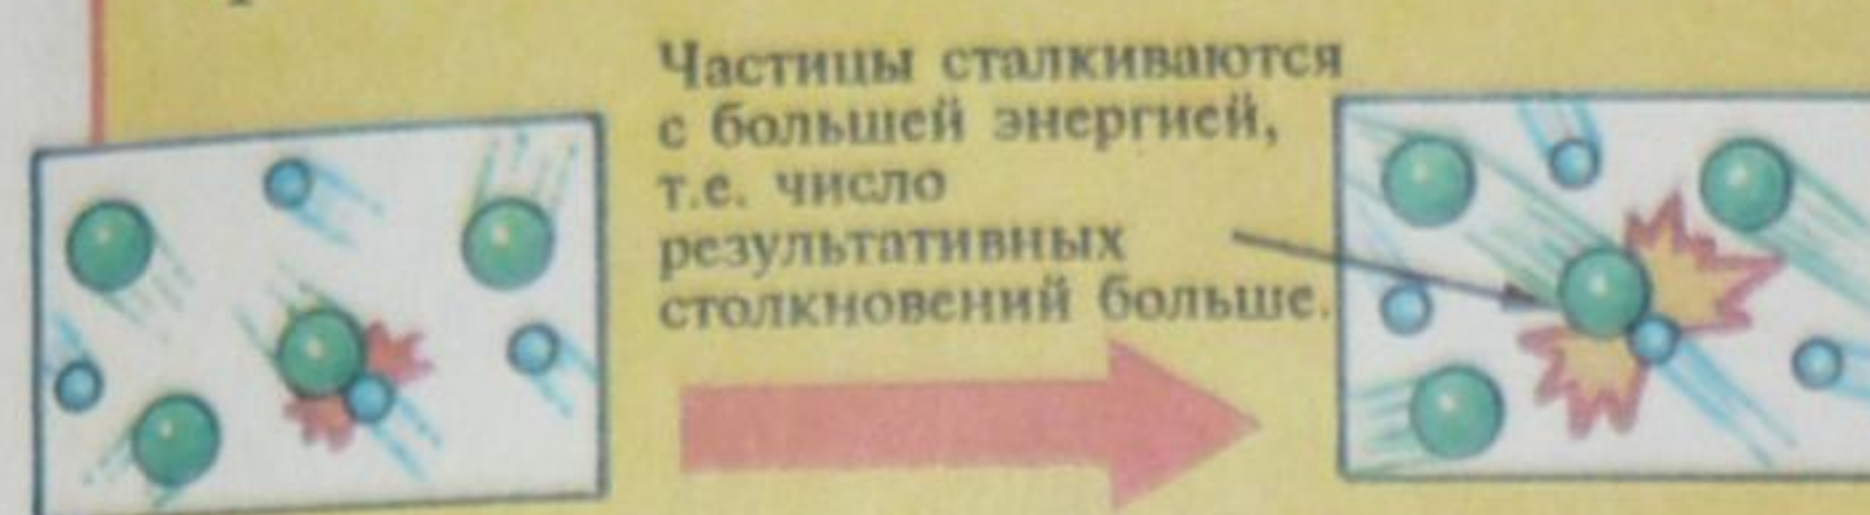 Частицы сталкиваются
с большей энергией,
т.е. число
результативных
столкновений больше.